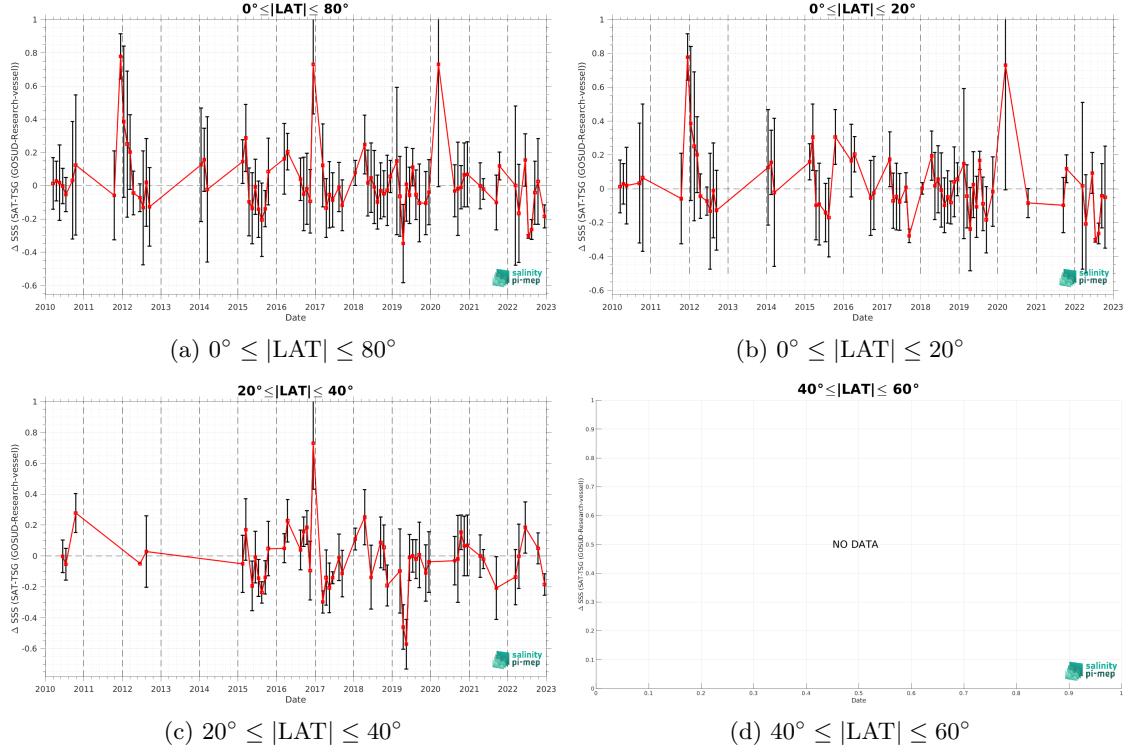 0°≤|LAT|≤ 80°
Δ SSS (SAT-TSG (GOSUD-Research-vessel))
1
0.8
0.6
0.4
0.2
0
-0.2
-0.4
-0.6
2010 2011 2012 2013 2014 2015 2016 2017 2018 2019 2020 2021 2022 2023
Date
salinity
pi-mep
(a) 0° ≤ |LAT| ≤ 80°
0°≤|LAT|≤ 20°
Δ SSS (SAT-TSG (GOSUD-Research-vessel))
1
0.8
0.6
0.4
0.2
0
-0.2
-0.4
-0.6
2010 2011 2012 2013 2014 2015 2016 2017 2018 2019 2020 2021 2022 2023
Date
salinity
pi-mep
(b) 0° ≤ |LAT| ≤ 20°
20°≤|LAT|≤ 40°
Δ SSS (SAT-TSG (GOSUD-Research-vessel))
1
0.8
0.6
0.4
0.2
0
-0.2
-0.4
-0.6
2010 2011 2012 2013 2014 2015 2016 2017 2018 2019 2020 2021 2022 2023
Date
salinity
pi-mep
(c) 20° ≤ |LAT| ≤ 40°
40°≤|LAT|≤ 60°
Δ SSS (SAT-TSG (GOSUD-Research-vessel))
1
0.9
0.8
0.7
0.6
0.5
0.4
0.3
0.2
0.1
0
NO DATA
0 0.1 0.2 0.3 0.4 0.5 0.6 0.7 0.8 0.9 1
Date
salinity
pi-mep
(d) 40° ≤ |LAT| ≤ 60°